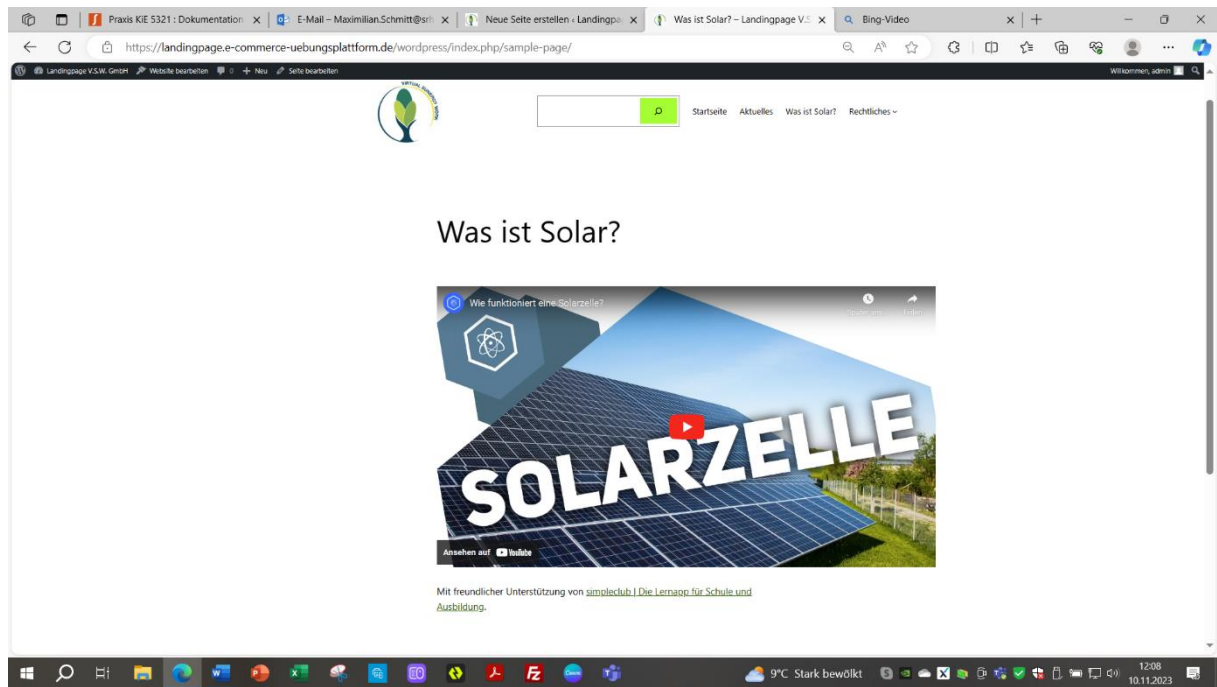 Praxis KiE 5321 : Dokumentation
E-Mail – Maximilian.Schmitt@srh
Neue Seite erstellen ‹ Landingpa
Was ist Solar? – Landingpage V.S
Bing-Video
https://landingpage.e-commerce-uebungsplattform.de/wordpress/index.php/sample-page/
Landingpage V.S.W. GmbH Website bearbeiten 0 + Neu Seite bearbeiten Willkommen, admin
Startseite Aktuelles Was ist Solar? Rechtliches
Was ist Solar?
Wie funktioniert eine Solarzelle?
SOLARZELLE
Ansehen auf YouTube
Mit freundlicher Unterstützung von simpleclub | Die Lernapp für Schule und
Ausbildung.
9°C Stark bewölkt
12:08
10.11.2023